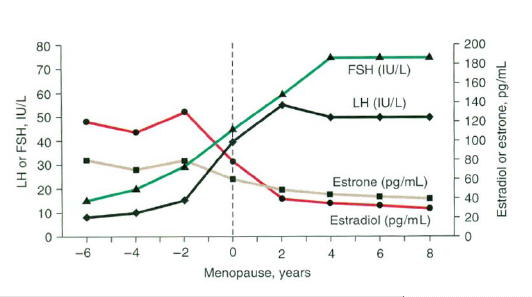 80
70
60
50
40
30
20
10
0
LH or FSH, IU/L
200
180
160
140
120
100
80
60
40
20
0
Estradiol or estrone, pg/mL
FSH (IU/L)
LH (IU/L)
Estrone (pg/mL)
Estradiol (pg/mL)
−6 −4 −2 0 2 4 6 8
Menopause, years